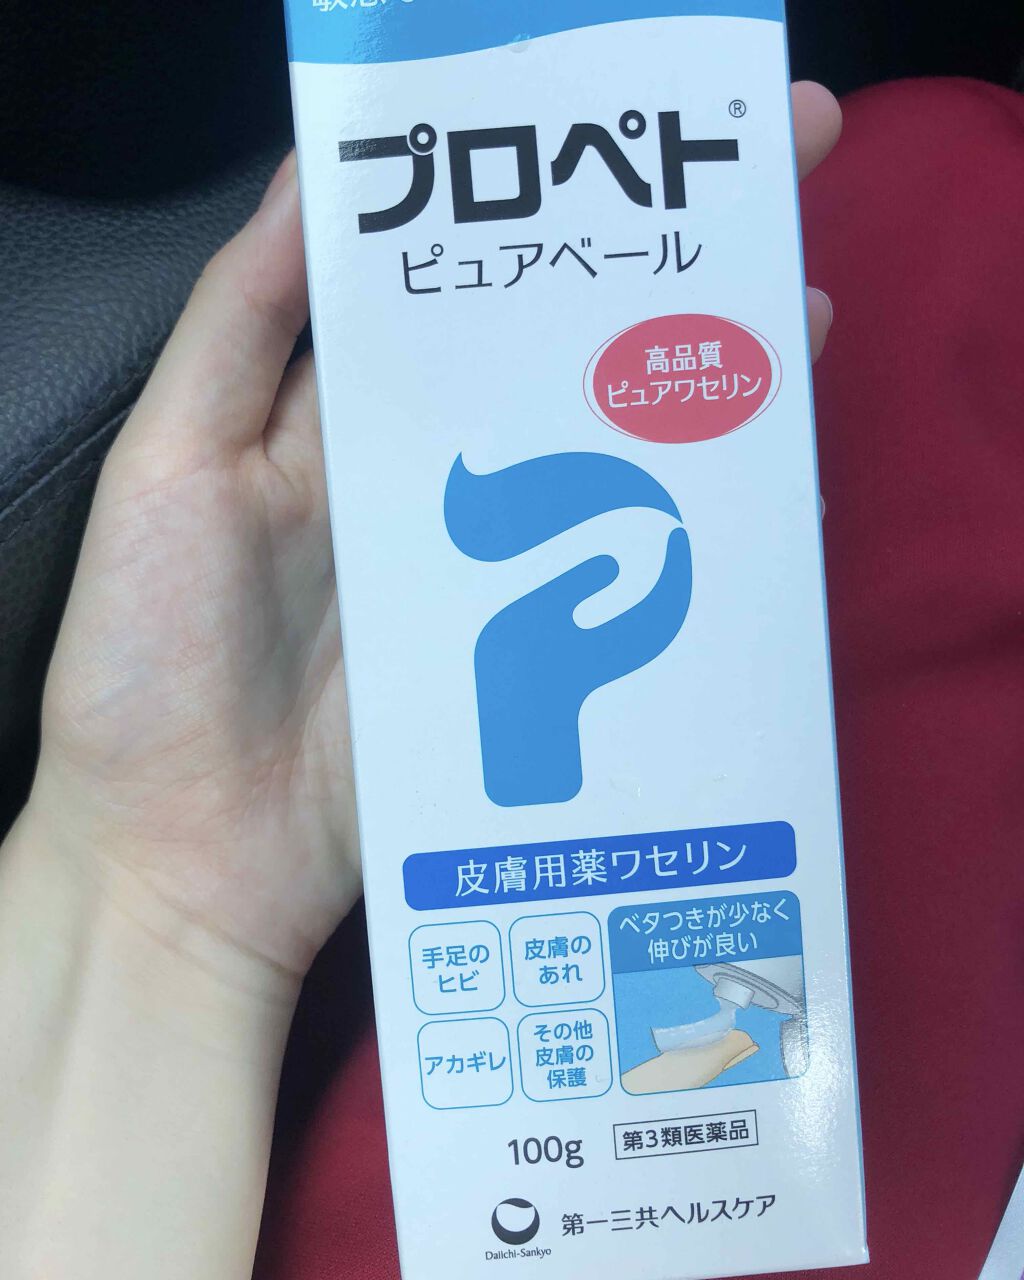 プロペト®
ピュアベール
高品質
ピュアワセリン
皮膚用薬ワセリン
手足の
ヒビ
皮膚の
あれ
ベタつきが少なく
伸びが良い
アカギレ
その他
皮膚の
保護
100g
第3類医薬品
第一三共ヘルスケア
Daiichi-Sankyo